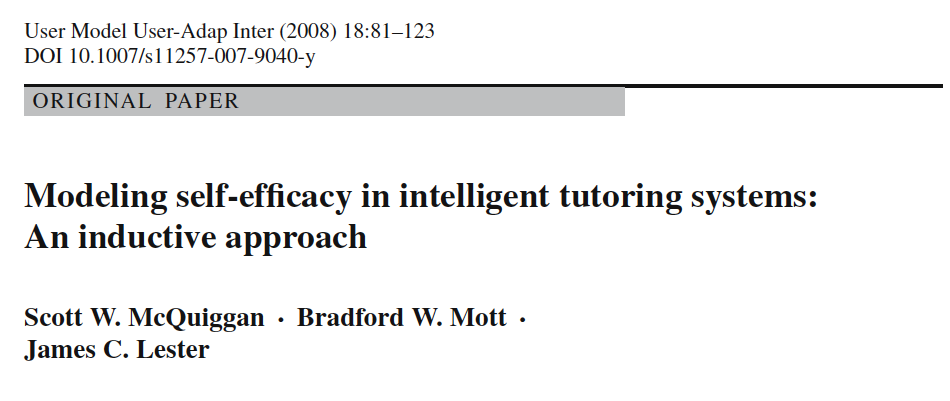 User Model User-Adap Inter (2008) 18:81–123
DOI 10.1007/s11257-007-9040-y
ORIGINAL PAPER
Modeling self-efficacy in intelligent tutoring systems:
An inductive approach
Scott W. McQuiggan · Bradford W. Mott ·
James C. Lester